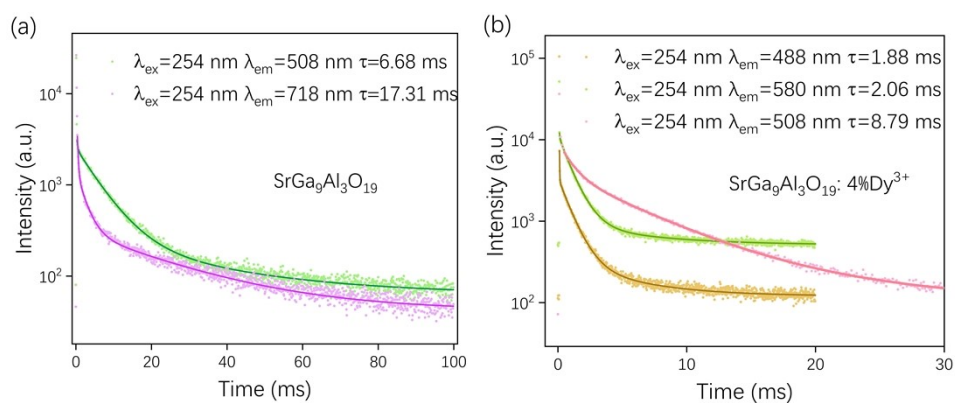 (a)
λex=254 nm λem=508 nm τ=6.68 ms
λex=254 nm λem=718 nm τ=17.31 ms
SrGa9Al3O19
Intensity (a.u.)
10⁴
10³
10²
0 20 40 60 80 100
Time (ms)
(b)
λex=254 nm λem=488 nm τ=1.88 ms
λex=254 nm λem=580 nm τ=2.06 ms
λex=254 nm λem=508 nm τ=8.79 ms
SrGa9Al3O19: 4%Dy³⁺
Intensity (a.u.)
10⁵
10⁴
10³
10²
0 10 20 30
Time (ms)